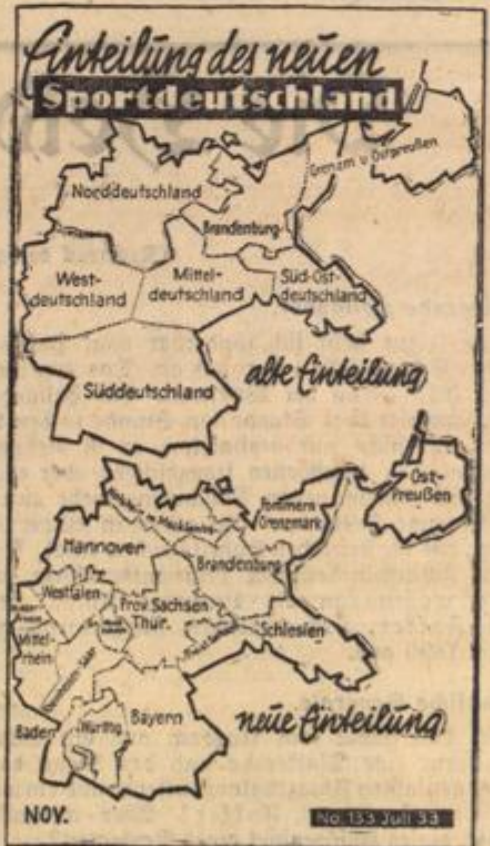 Einteilung des neuen
Sportdeutschland
Grenzm. u. Ostpreußen
Norddeutschland
Brandenburg
West-
deutschland
Mittel-
deutschland
Süd-Ost-
deutschland
Süddeutschland
alte Einteilung
Ost-
Preußen
Pommern
Grenzmark
Hannover
Brandenburg
Westfalen
Prov. Sachsen
Thür.
Schlesien
Mittel-
rhein
Baden
Württbg.
Bayern
neue Einteilung
NOV.
No. 133 Juli 33